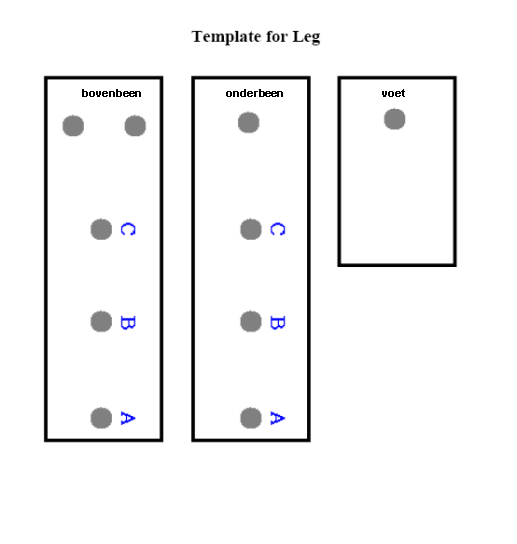 Template for Leg
bovenbeen
onderbeen
voet
C
C
B
B
A
A